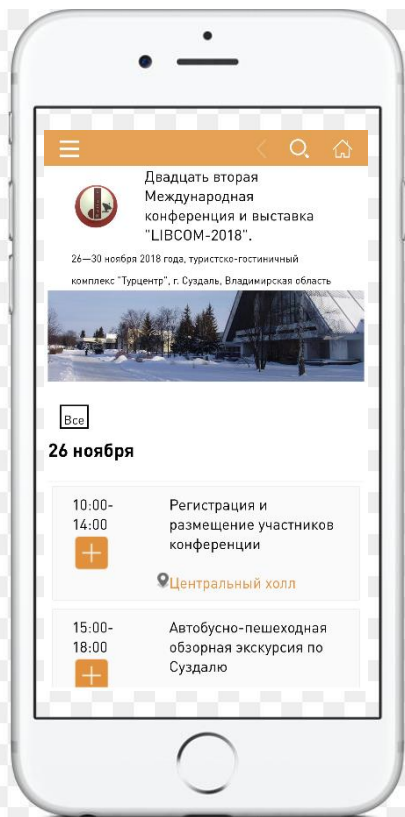 Двадцать вторая
Международная
конференция и выставка
"LIBCOM-2018".
26—30 ноября 2018 года, туристско-гостиничный
комплекс "Турцентр", г. Суздаль, Владимирская область
Все
26 ноября
10:00-
14:00
Регистрация и
размещение участников
конференции
Центральный холл
15:00-
18:00
Автобусно-пешеходная
обзорная экскурсия по
Суздалю